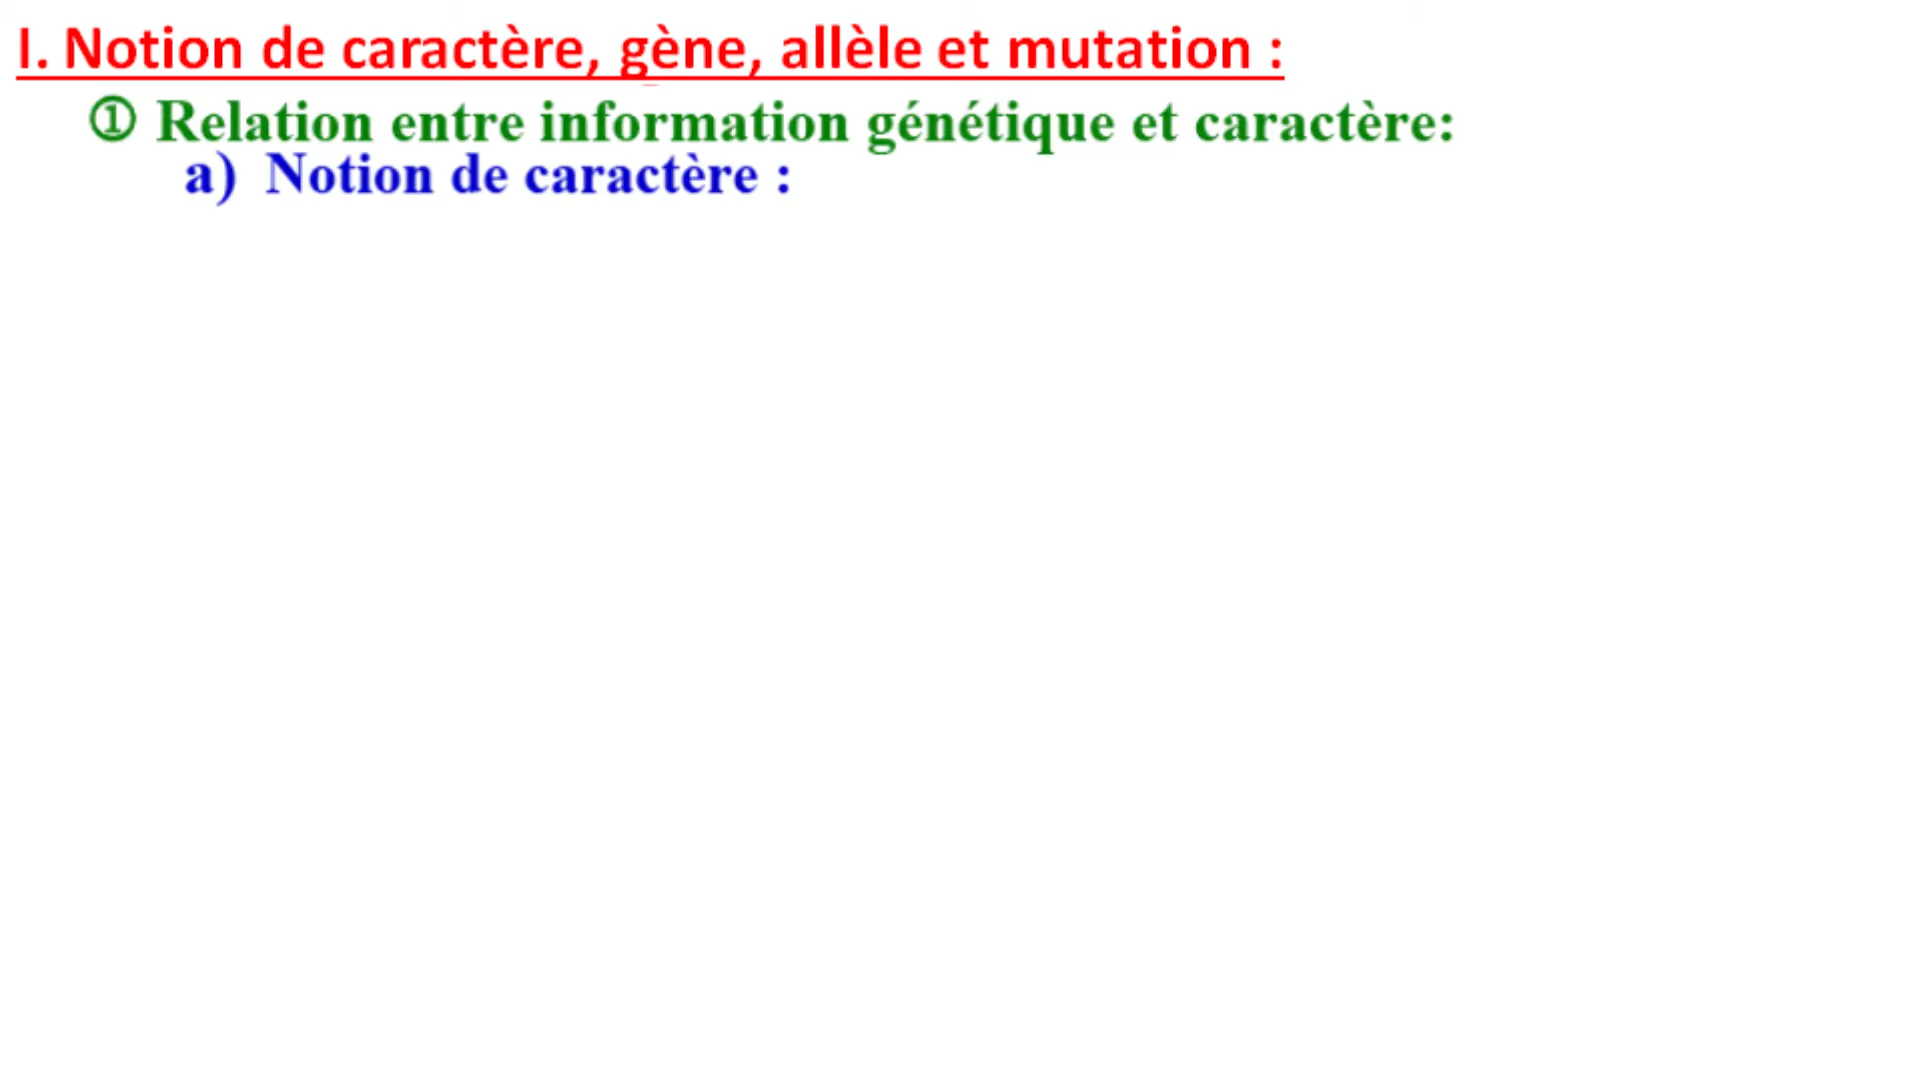 I. Notion de caractère, gène, allèle et mutation :
① Relation entre information génétique et caractère:
a) Notion de caractère :